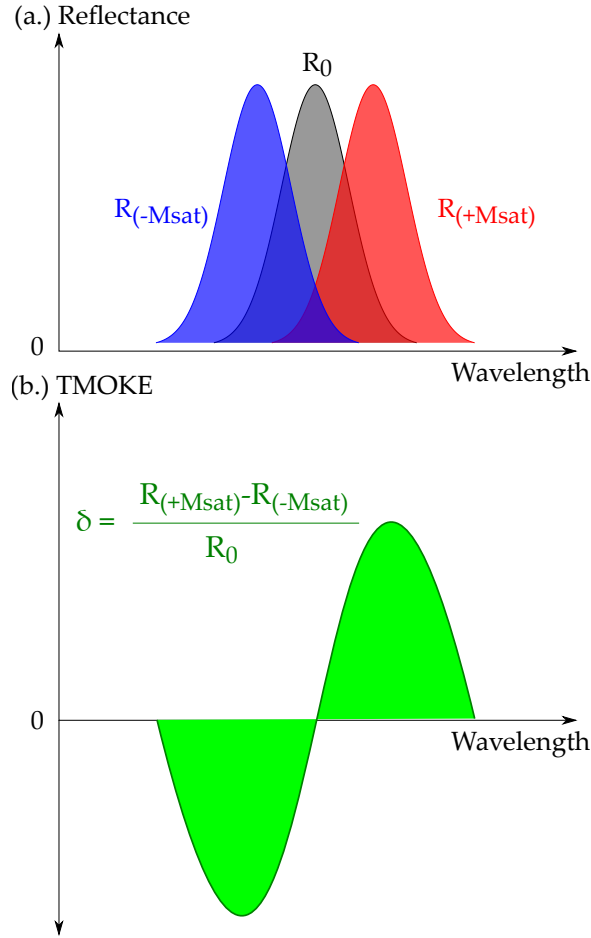 (a.) Reflectance
R0
R(-Msat)
R(+Msat)
0
Wavelength
(b.) TMOKE
δ = R(+Msat)-R(-Msat)
R0
0
Wavelength